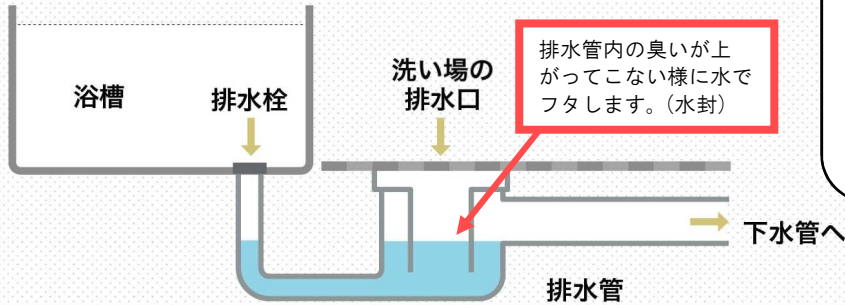 浴槽
排水栓
洗い場の
排水口
排水管内の臭いが上
がってこない様に水で
フタします。（水封）
下水管へ
排水管